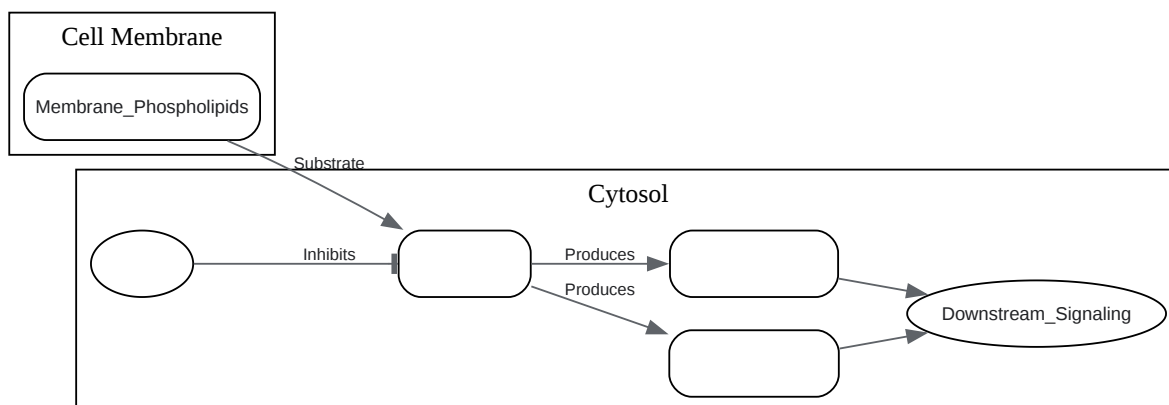 Cell Membrane
Membrane_Phospholipids
Substrate
Cytosol
Inhibits
Produces
Produces
Downstream_Signaling